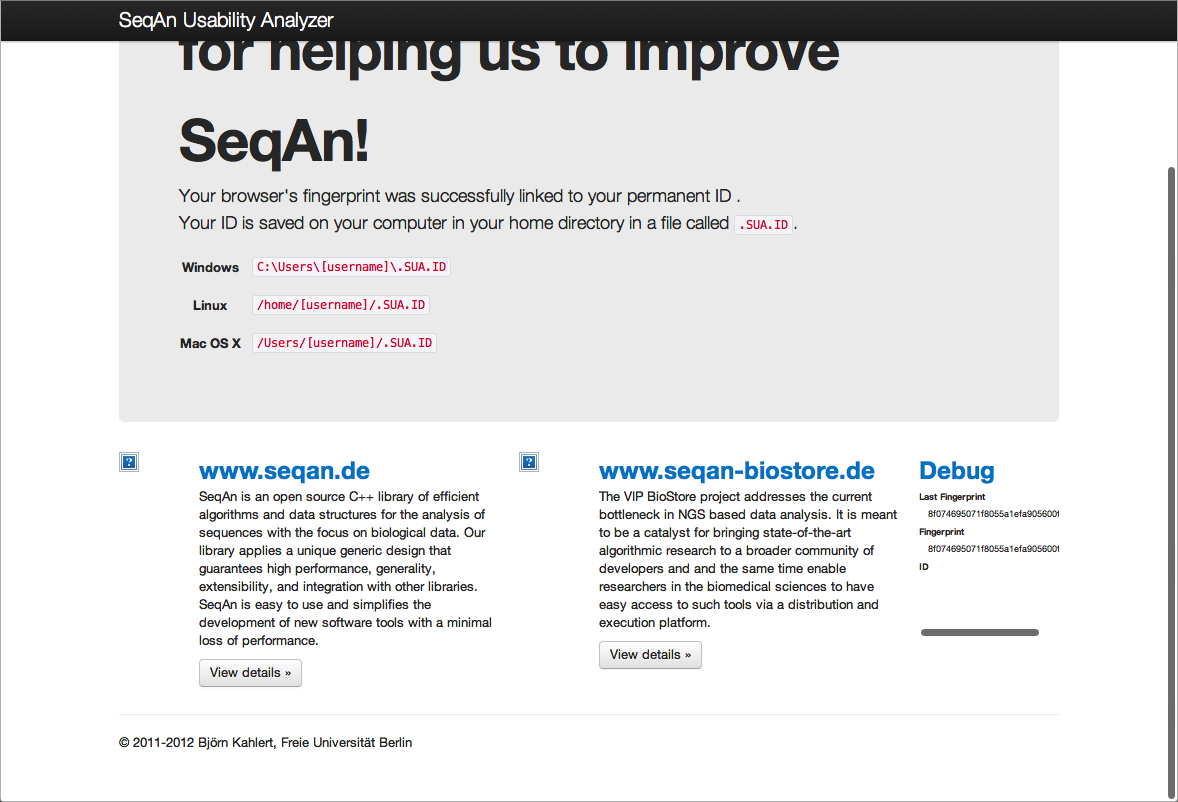 SeqAn Usability Analyzer
for helping us to improve
SeqAn!
Your browser's fingerprint was successfully linked to your permanent ID .
Your ID is saved on your computer in your home directory in a file called .SUA.ID.
Windows C:\Users\[username]\.SUA.ID
Linux /home/[username]/.SUA.ID
Mac OS X /Users/[username]/.SUA.ID
www.seqan.de
SeqAn is an open source C++ library of efficient
algorithms and data structures for the analysis of
sequences with the focus on biological data. Our
library applies a unique generic design that
guarantees high performance, generality,
extensibility, and integration with other libraries.
SeqAn is easy to use and simplifies the
development of new software tools with a minimal
loss of performance.
View details »
www.seqan-biostore.de
The VIP BioStore project addresses the current
bottleneck in NGS based data analysis. It is meant
to be a catalyst for bringing state-of-the-art
algorithmic research to a broader community of
developers and and the same time enable
researchers in the biomedical sciences to have
easy access to such tools via a distribution and
execution platform.
View details »
Debug
Last Fingerprint
8f074695071f8055a1efa905600f
Fingerprint
8f074695071f8055a1efa905600f
ID
© 2011-2012 Björn Kahlert, Freie Universität Berlin